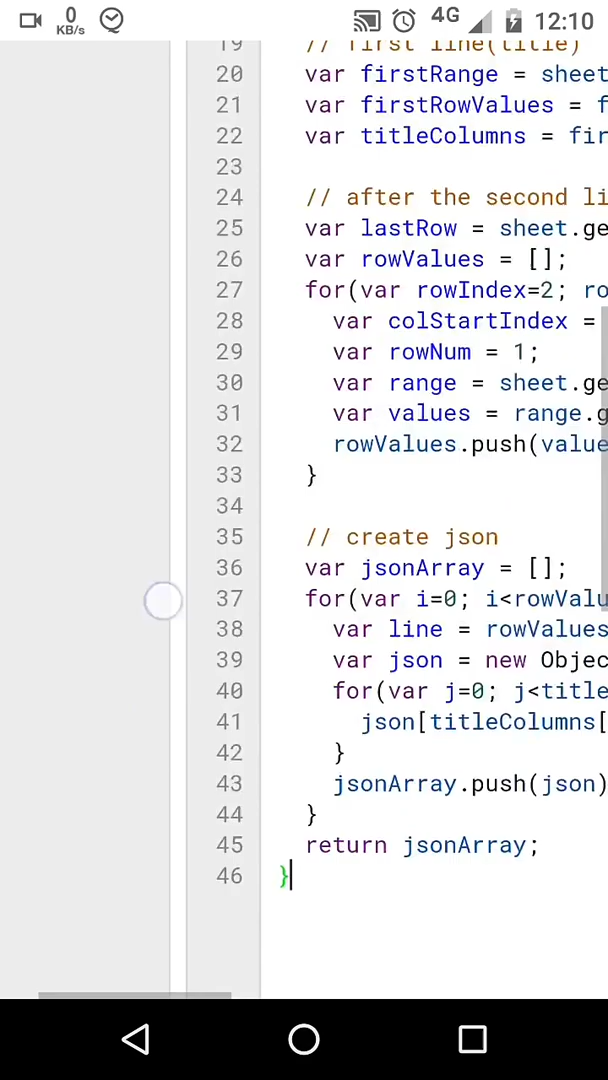 0
KB/s
4G
12:10
19 // first line(title)
20 var firstRange = sheet
21 var firstRowValues = f
22 var titleColumns = fir
23
24 // after the second li
25 var lastRow = sheet.ge
26 var rowValues = [];
27 for(var rowIndex=2; ro
28 var colStartIndex =
29 var rowNum = 1;
30 var range = sheet.ge
31 var values = range.g
32 rowValues.push(value
33 }
34
35 // create json
36 var jsonArray = [];
37 for(var i=0; i<rowValu
38 var line = rowValues
39 var json = new Objec
40 for(var j=0; j<title
41 json[titleColumns[
42 }
43 jsonArray.push(json)
44 }
45 return jsonArray;
46 }